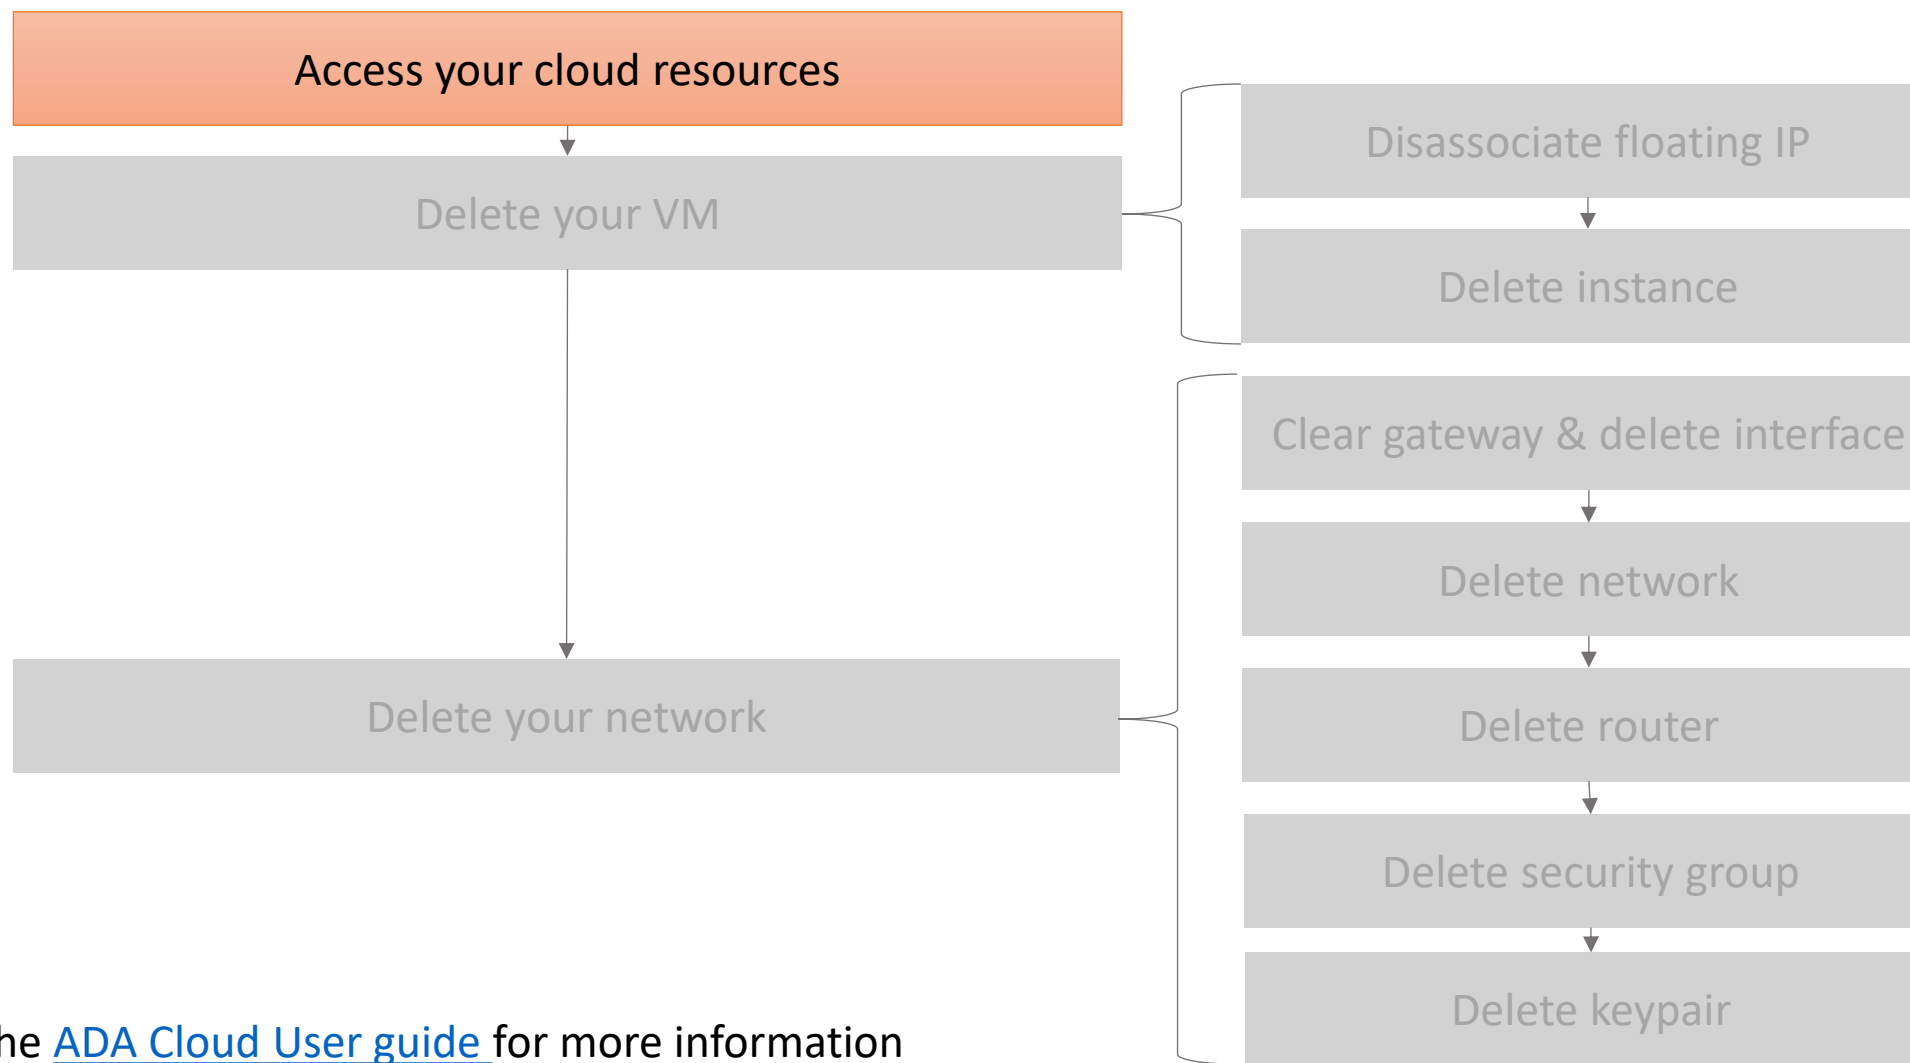 Access your cloud resources
Delete your VM
Disassociate floating IP
Delete instance
Delete your network
Clear gateway & delete interface
Delete network
Delete router
Delete security group
Delete keypair
ADA Cloud User guide for more information